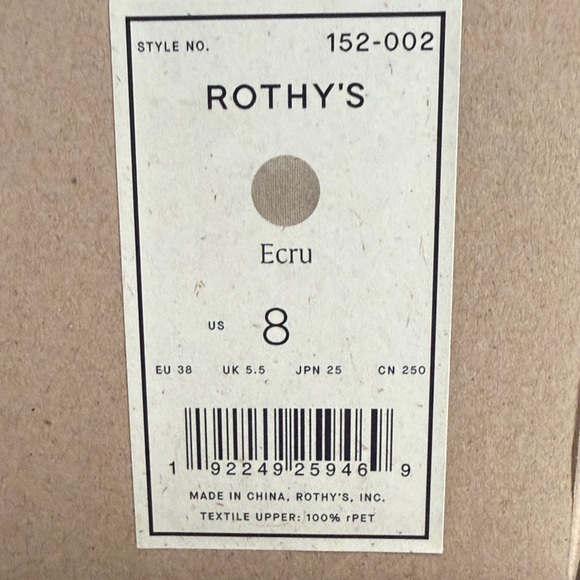 STYLE NO. 152-002
ROTHY'S
Ecru
US 8
EU 38 UK 5.5 JPN 25 CN 250
1 92249 25946 9
MADE IN CHINA, ROTHY'S, INC.
TEXTILE UPPER: 100% rPET